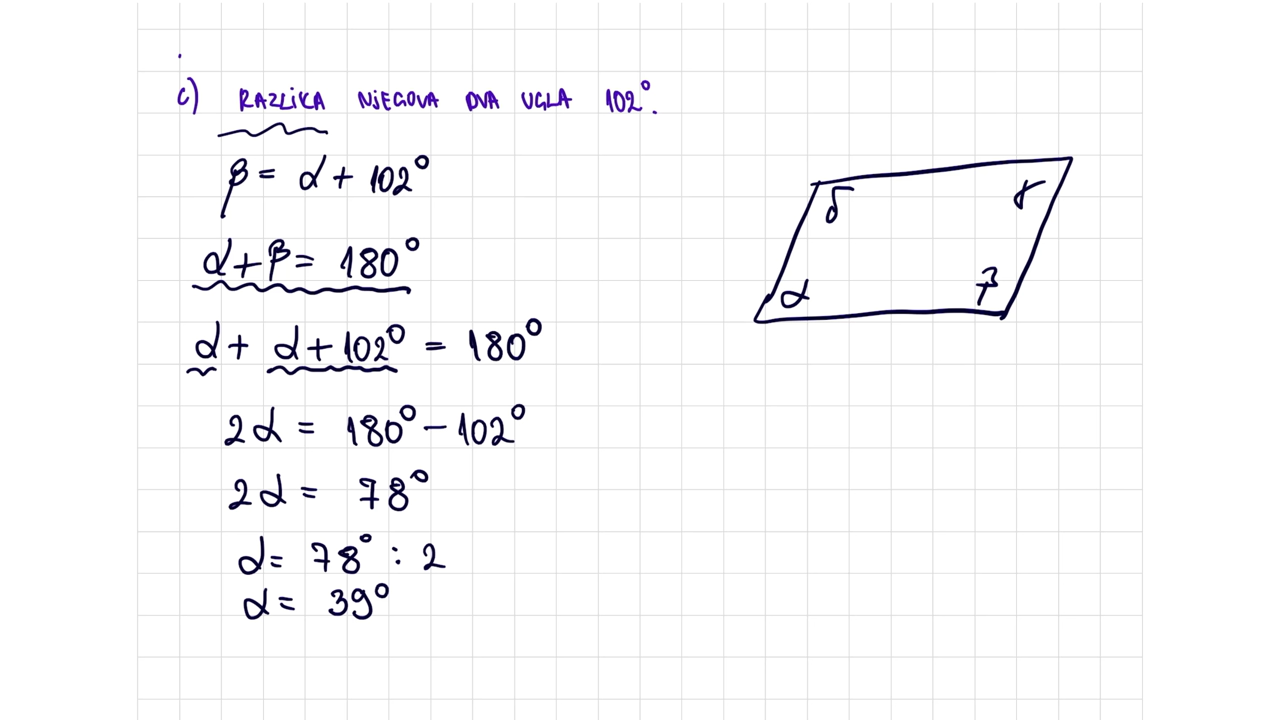 c) RAZLIKA NJEGOVA DVA UGLA 102°.
β = α + 102°
α + β = 180°
α + α + 102° = 180°
2α = 180° - 102°
2α = 78°
α = 78° : 2
α = 39°
δ γ
α β